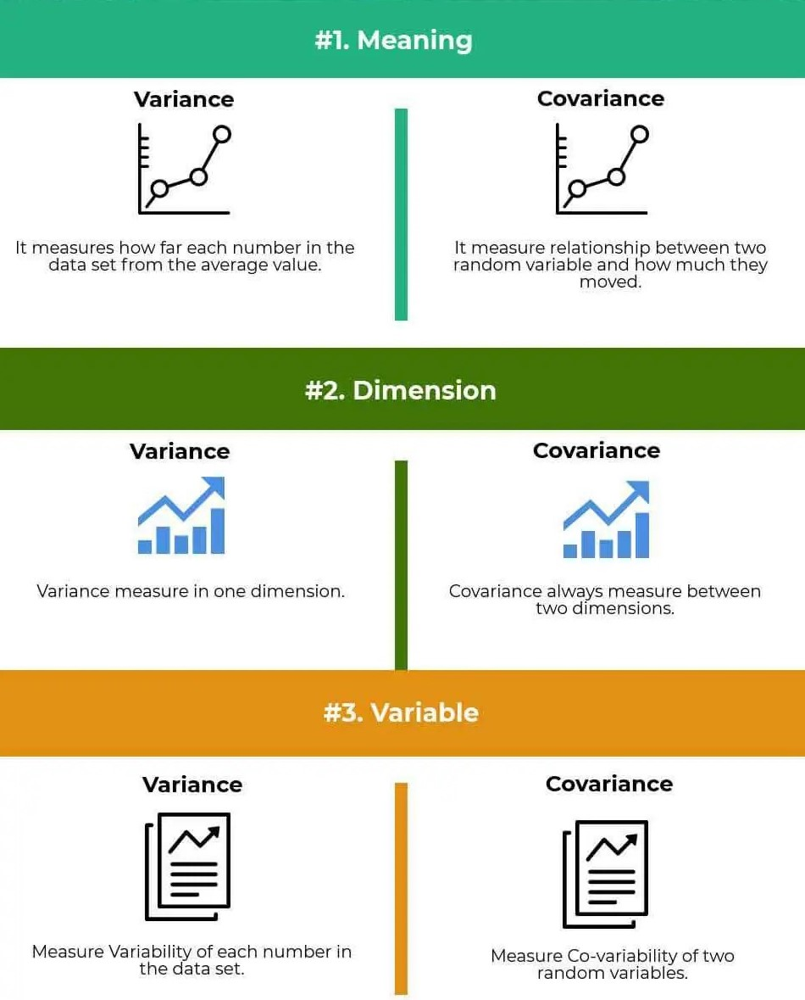 #1. Meaning
Variance
Covariance
It measures how far each number in the
data set from the average value.
It measure relationship between two
random variable and how much they
moved.
#2. Dimension
Variance
Covariance
Variance measure in one dimension.
Covariance always measure between
two dimensions.
#3. Variable
Variance
Covariance
Measure Variability of each number in
the data set.
Measure Co-variability of two
random variables.